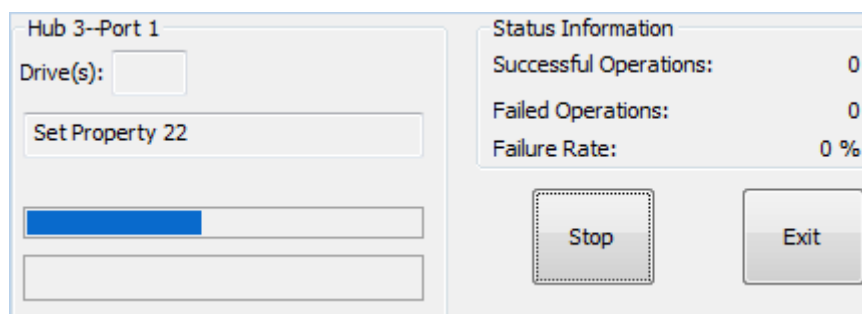 Hub 3--Port 1
Drive(s):
Set Property 22
Status Information
Successful Operations: 0
Failed Operations: 0
Failure Rate: 0 %
Stop
Exit